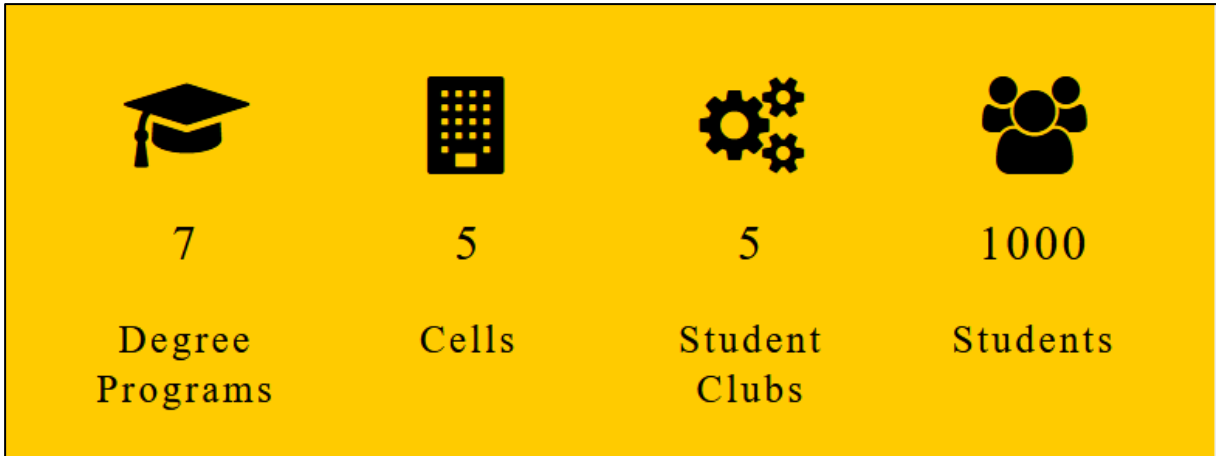 7
Degree
Programs
5
Cells
5
Student
Clubs
1000
Students